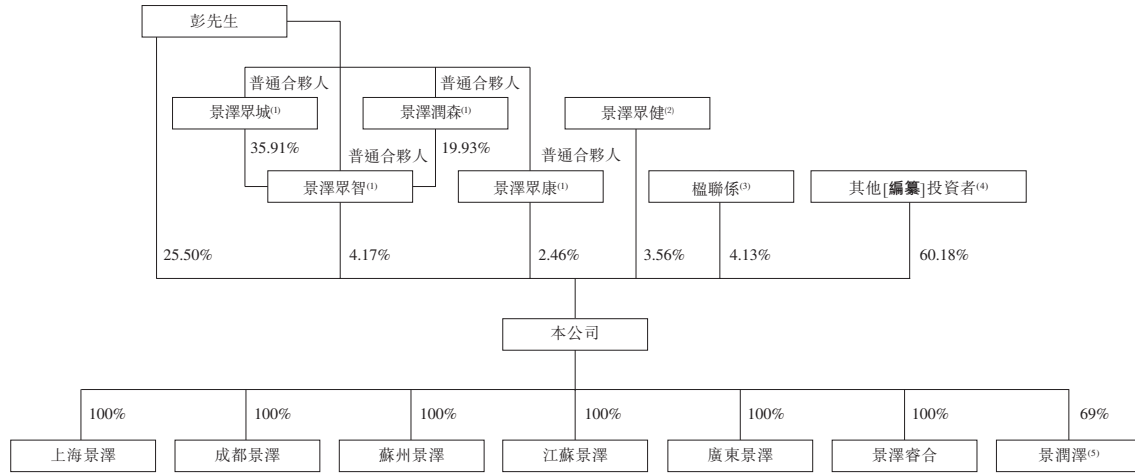 彭先生
普通合夥人
普通合夥人
景澤眾城(1)
景澤潤森(1)
景澤眾健(2)
35.91%
19.93%
普通合夥人
普通合夥人
景澤眾智(1)
景澤眾康(1)
楹聯係(3)
其他[編纂]投資者(4)
25.50%
4.17%
2.46%
3.56%
4.13%
60.18%
本公司
100%
100%
100%
100%
100%
100%
69%
上海景澤
成都景澤
蘇州景澤
江蘇景澤
廣東景澤
景澤睿合
景潤澤(5)